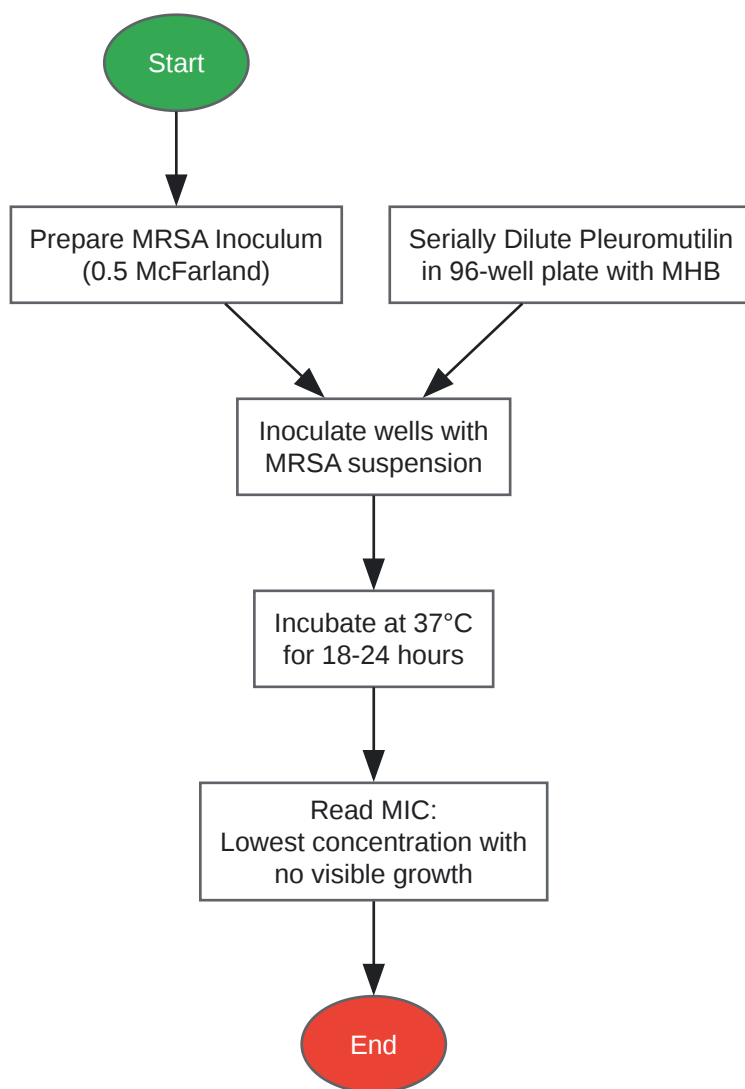 Start
Prepare MRSA Inoculum
(0.5 McFarland)
Serially Dilute Pleuromutilin
in 96-well plate with MHB
Inoculate wells with
MRSA suspension
Incubate at 37°C
for 18-24 hours
Read MIC:
Lowest concentration with
no visible growth
End